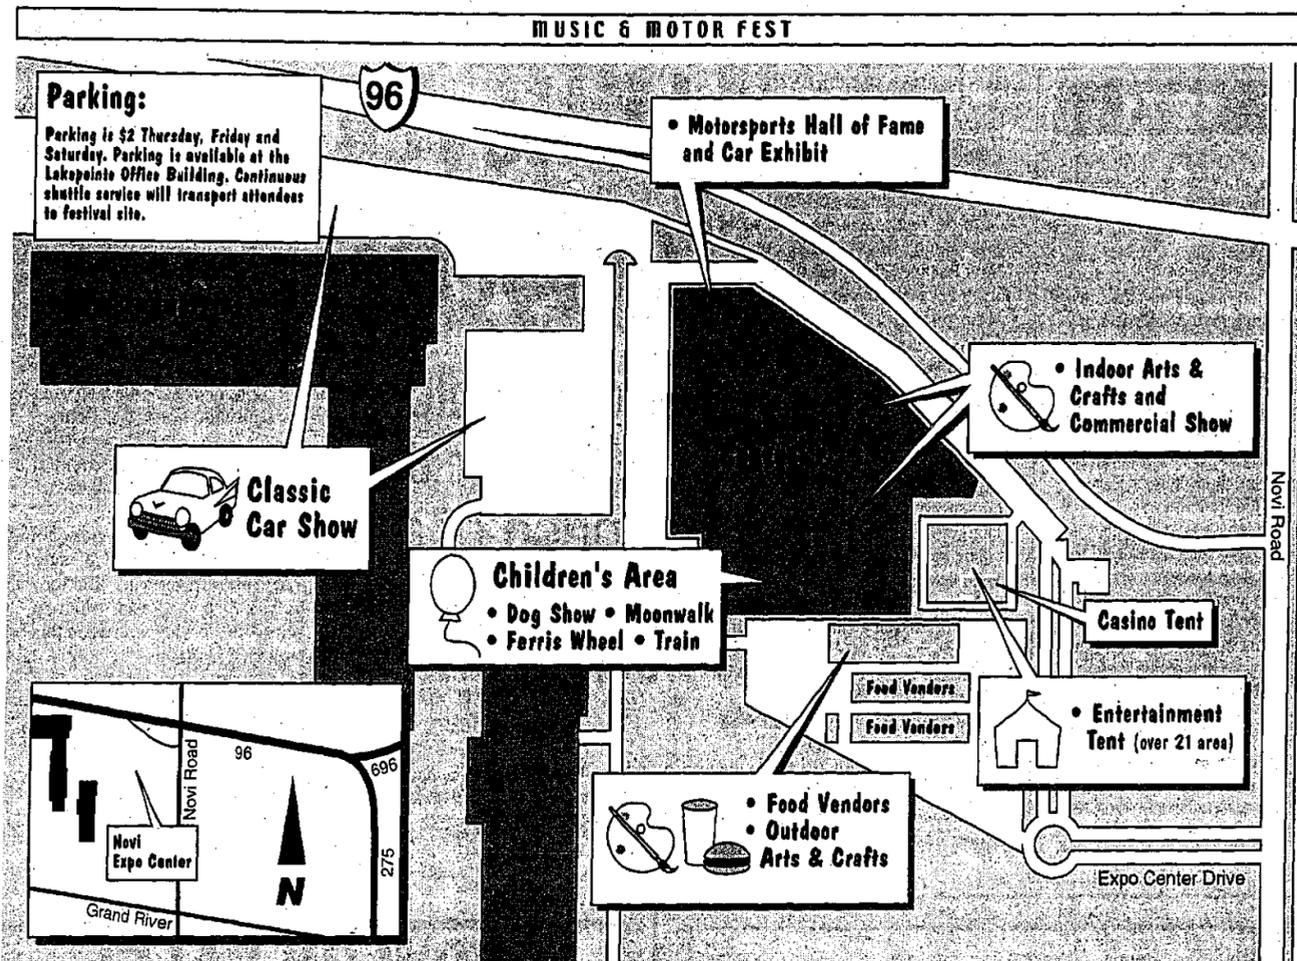 MUSIC & MOTOR FEST
96
Parking:
Parking is $2 Thursday, Friday and
Saturday. Parking is available at the
Lakepointe Office Building. Continuous
shuttle service will transport attendees
to festival site.
• Motorsports Hall of Fame
and Car Exhibit
• Indoor Arts &
Crafts and
Commercial Show
Novi Road
Classic
Car Show
Children's Area
• Dog Show • Moonwalk
• Ferris Wheel • Train
Casino Tent
Food Vendors
Food Vendors
• Entertainment
Tent (over 21 area)
• Food Vendors
• Outdoor
Arts & Crafts
Expo Center Drive
96
696
Novi Road
Novi
Expo Center
275
N
Grand River